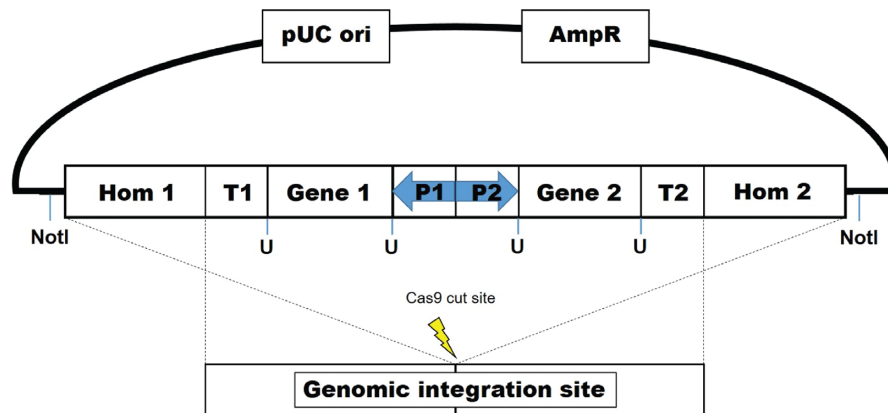 pUC ori
AmpR
Hom 1
T1
Gene 1
P1
P2
Gene 2
T2
Hom 2
NotI
U
U
U
U
NotI
Cas9 cut site
Genomic integration site